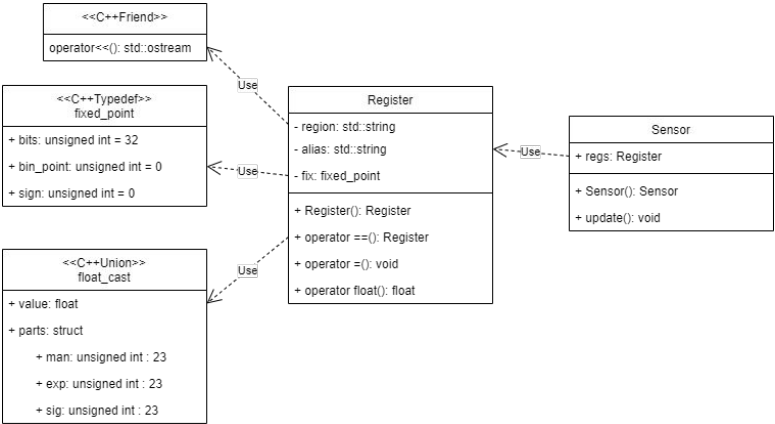 <<C++Friend>>
operator<<(): std::ostream
<<C++Typedef>>
fixed_point
+ bits: unsigned int = 32
+ bin_point: unsigned int = 0
+ sign: unsigned int = 0
<<C++Union>>
float_cast
+ value: float
+ parts: struct
+ man: unsigned int : 23
+ exp: unsigned int : 23
+ sig: unsigned int : 23
Use
Use
Use
Register
- region: std::string
- alias: std::string
- fix: fixed_point
+ Register(): Register
+ operator ==(): Register
+ operator =(): void
+ operator float(): float
Use
Sensor
+ regs: Register
+ Sensor(): Sensor
+ update(): void